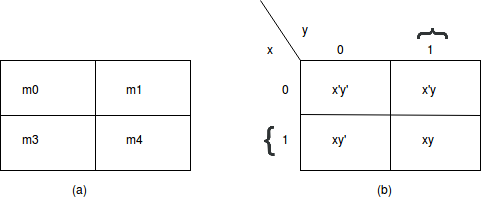 y
x 0 1
m0 m1 0 x'y' x'y
m3 m4 1 xy' xy
(a) (b)